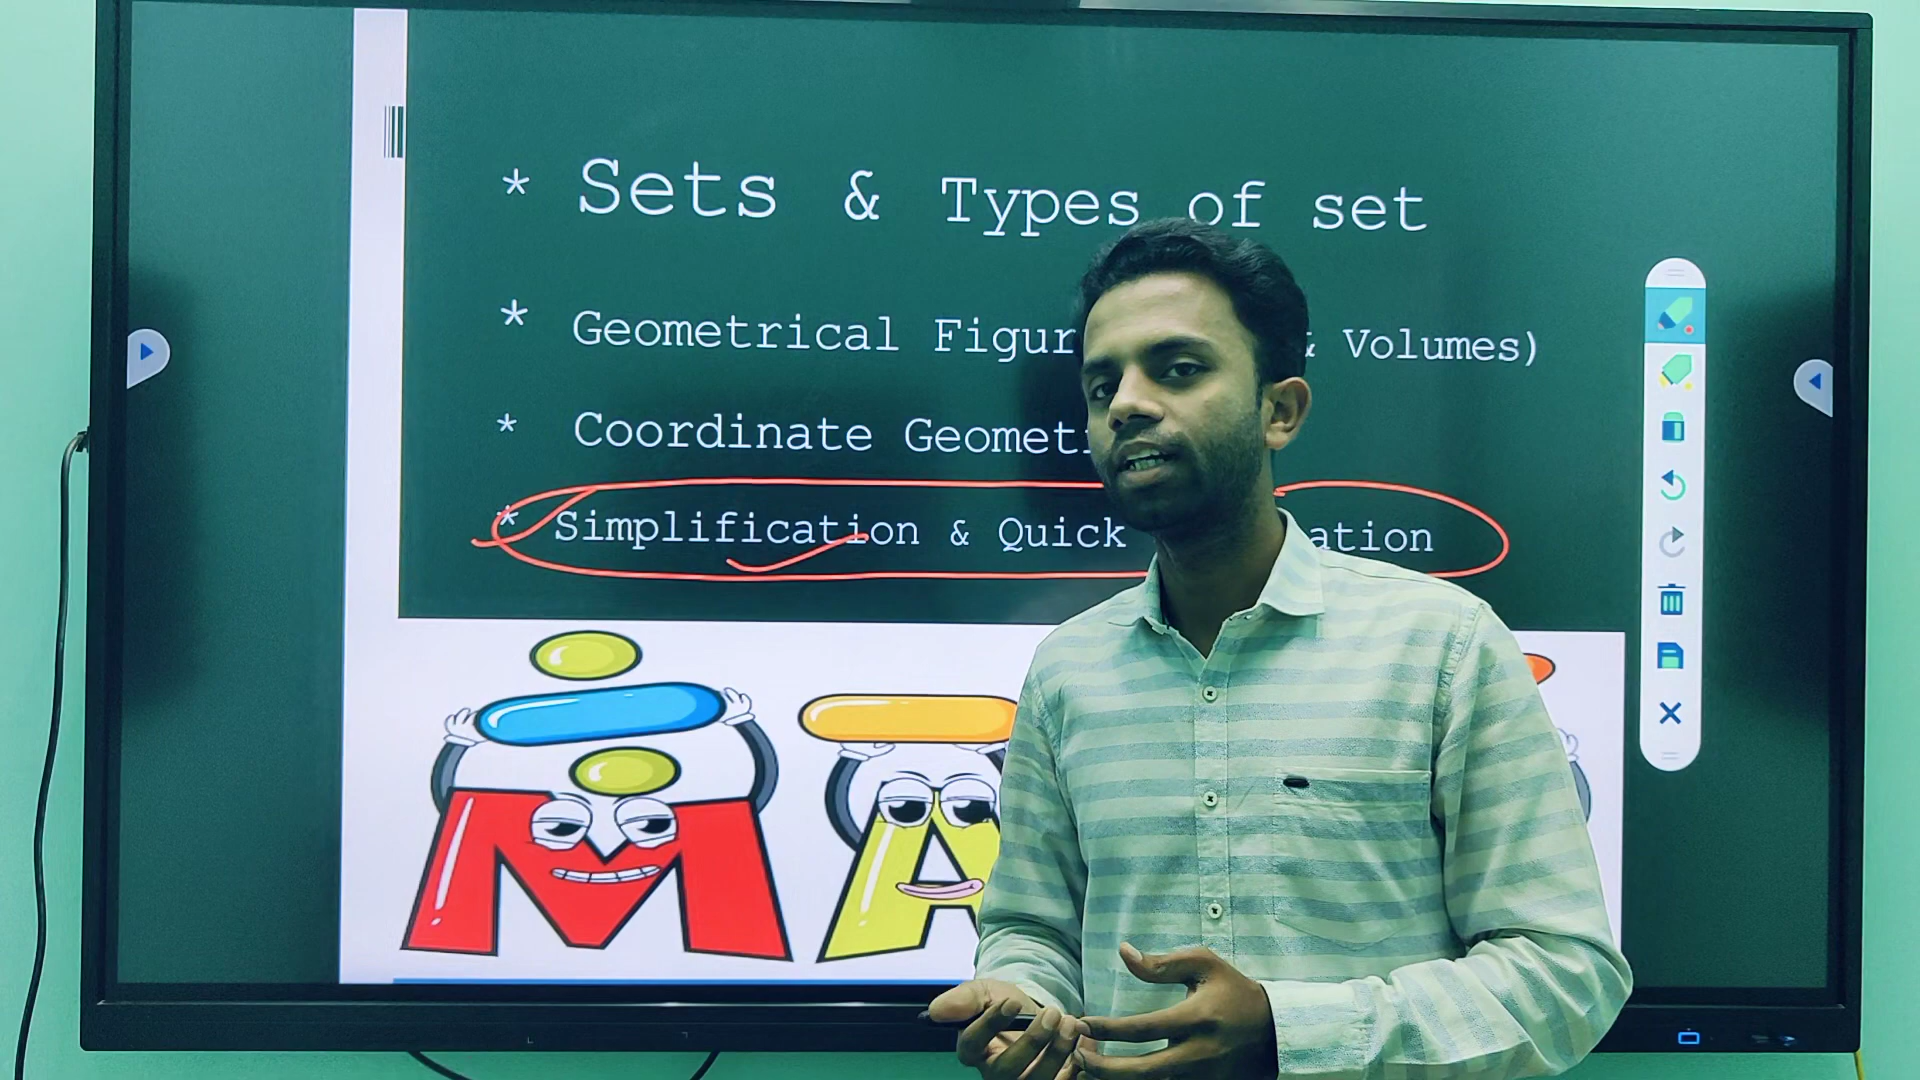 * Sets & Types of set
* Geometrical Figur & Volumes)
* Coordinate Geomet
* Simplification & Quick ation
MA